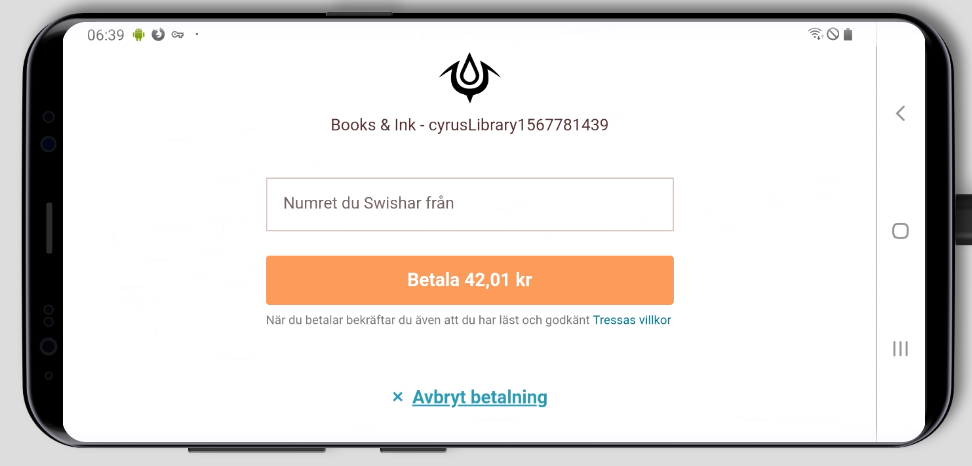 06:39
Books & Ink - cyrusLibrary1567781439
Numret du Swishar från
Betala 42,01 kr
När du betalar bekräftar du även att du har läst och godkänt Tressas villkor
× Avbryt betalning